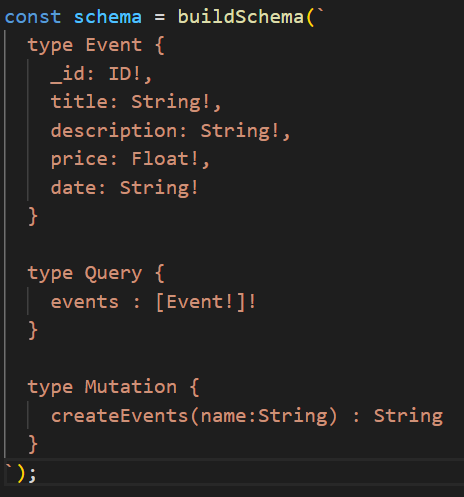 const schema = buildSchema(`
type Event {
_id: ID!,
title: String!,
description: String!,
price: Float!,
date: String!
}
type Query {
events : [Event!]!
}
type Mutation {
createEvents(name:String) : String
}
`);